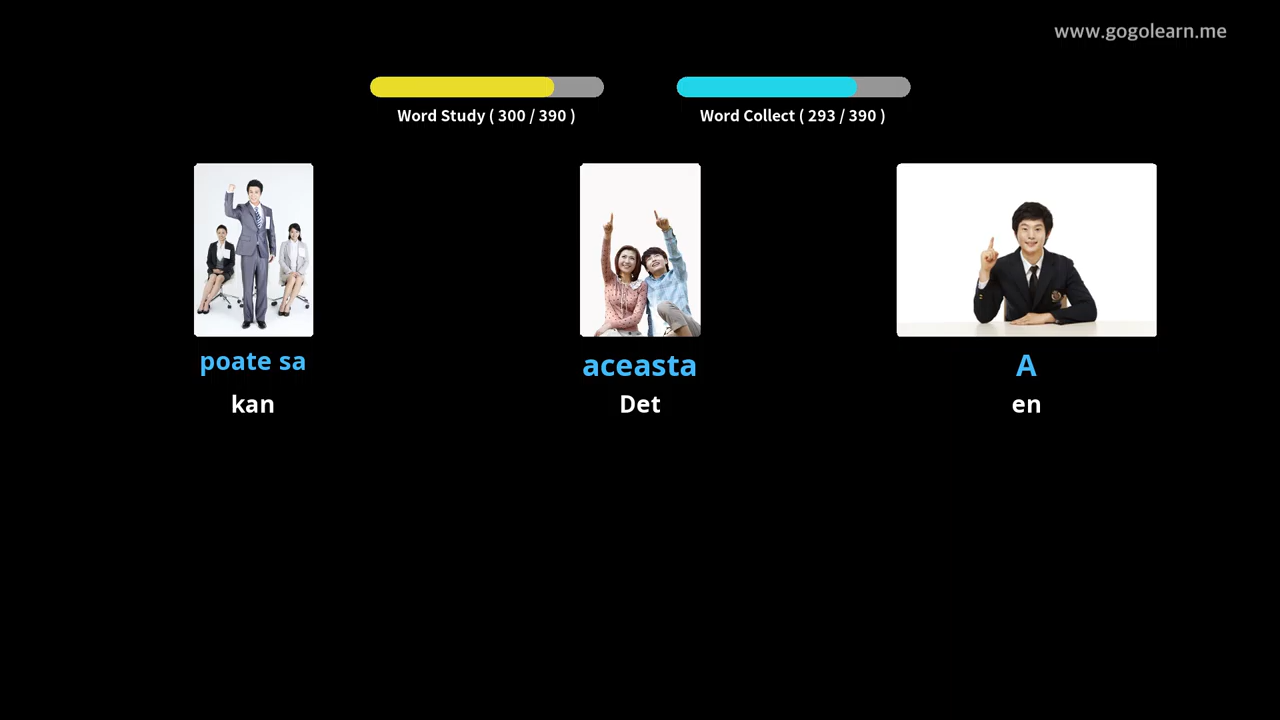 www.gogolearn.me
Word Study ( 300 / 390 )
Word Collect ( 293 / 390 )
poate sa
aceasta
A
kan
Det
en